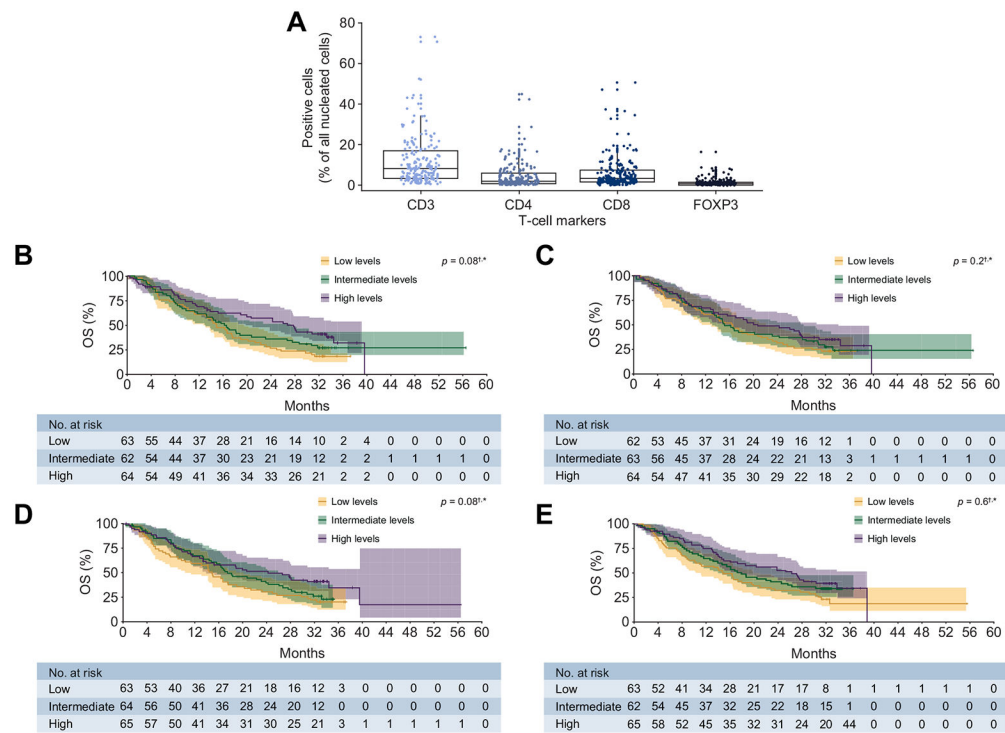 A
Positive cells
(% of all nucleated cells)
80
60
40
20
0
CD3 CD4 CD8 FOXP3
T-cell markers
B
Low levels
Intermediate levels
High levels
p = 0.08†,*
OS (%)
100
75
50
25
0
0 4 8 12 16 20 24 28 32 36 40 44 48 52 56 60
Months
No. at risk
Low 63 55 44 37 28 21 16 14 10 2 4 0 0 0 0 0
Intermediate 62 54 44 37 30 23 21 19 12 2 2 1 1 1 1 0
High 64 54 49 41 36 34 33 26 21 2 2 0 0 0 0 0
C
Low levels
Intermediate levels
High levels
p = 0.2†,*
OS (%)
100
75
50
25
0
0 4 8 12 16 20 24 28 32 36 40 44 48 52 56 60
Months
No. at risk
Low 62 53 45 37 31 24 19 16 12 1 0 0 0 0 0 0
Intermediate 63 56 45 37 28 24 22 21 13 3 1 1 1 1 1 0
High 64 54 47 41 35 30 29 22 18 2 0 0 0 0 0 0
D
Low levels
Intermediate levels
High levels
p = 0.08†,*
OS (%)
100
75
50
25
0
0 4 8 12 16 20 24 28 32 36 40 44 48 52 56 60
Months
No. at risk
Low 63 53 40 36 27 21 18 16 12 3 0 0 0 0 0 0
Intermediate 64 56 50 41 36 28 24 20 12 0 0 0 0 0 0 0
High 65 57 50 41 34 31 30 25 21 3 1 1 1 1 1 0
E
Low levels
Intermediate levels
High levels
p = 0.6†,*
OS (%)
100
75
50
25
0
0 4 8 12 16 20 24 28 32 36 40 44 48 52 56 60
Months
No. at risk
Low 63 52 41 34 28 21 17 17 8 1 1 1 1 1 0
Intermediate 62 54 45 37 32 25 22 18 15 1 0 0 0 0 0
High 65 58 52 45 35 32 31 24 20 44 0 0 0 0 0